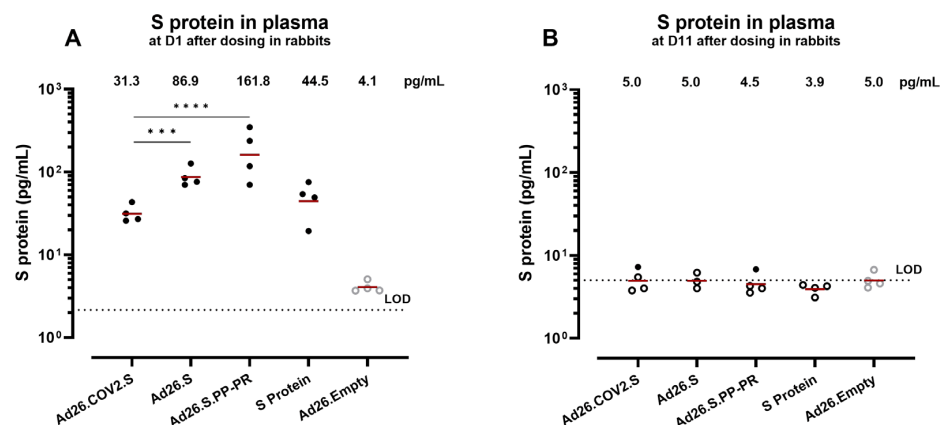 A
S protein in plasma
at D1 after dosing in rabbits
31.3 86.9 161.8 44.5 4.1 pg/mL
S protein (pg/mL)
10³
10²
10¹
10⁰
****
***
LOD
Ad26.COV2.S
Ad26.S
Ad26.S.PP-PR
S Protein
Ad26.Empty
B
S protein in plasma
at D11 after dosing in rabbits
5.0 5.0 4.5 3.9 5.0 pg/mL
S protein (pg/mL)
10³
10²
10¹
10⁰
LOD
Ad26.COV2.S
Ad26.S
Ad26.S.PP-PR
S Protein
Ad26.Empty